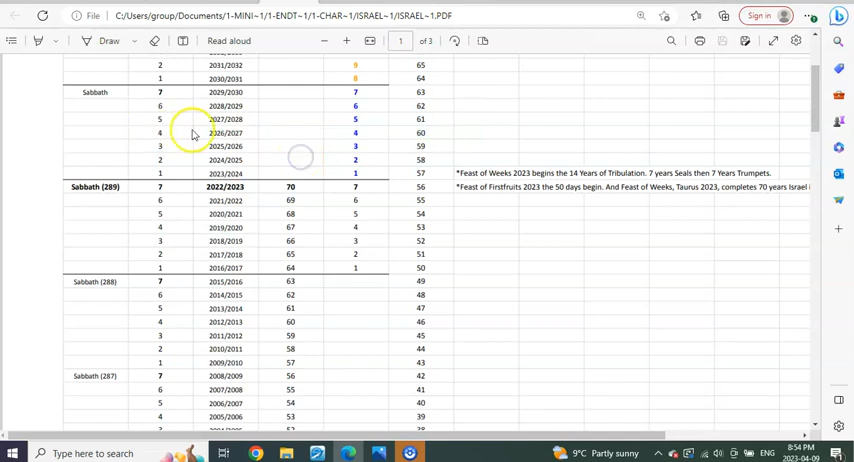 File C:/Users/group/Documents/1-MINI~1/1-ENDT~1/1-CHAR~1/ISRAEL~1/ISRAEL~1.PDF Sign in
Draw Read aloud 1 of 3
2 2031/2032 9 65
1 2030/2031 8 64
Sabbath 7 2029/2030 7 63
6 2028/2029 6 62
5 2027/2028 5 61
4 2026/2027 4 60
3 2025/2026 3 59
2 2024/2025 2 58
1 2023/2024 1 57 *Feast of Weeks 2023 begins the 14 Years of Tribulation. 7 years Seals then 7 Years Trumpets.
Sabbath (289) 7 2022/2023 70 7 56 *Feast of Firstfruits 2023 the 50 days begin. And Feast of Weeks, Taurus 2023, completes 70 years Israel i
6 2021/2022 69 6 55
5 2020/2021 68 5 54
4 2019/2020 67 4 53
3 2018/2019 66 3 52
2 2017/2018 65 2 51
1 2016/2017 64 1 50
Sabbath (288) 7 2015/2016 63 49
6 2014/2015 62 48
5 2013/2014 61 47
4 2012/2013 60 46
3 2011/2012 59 45
2 2010/2011 58 44
1 2009/2010 57 43
Sabbath (287) 7 2008/2009 56 42
6 2007/2008 55 41
5 2006/2007 54 40
4 2005/2006 53 39
Type here to search 9°C Partly sunny ENG 8:54 PM
2023-04-09